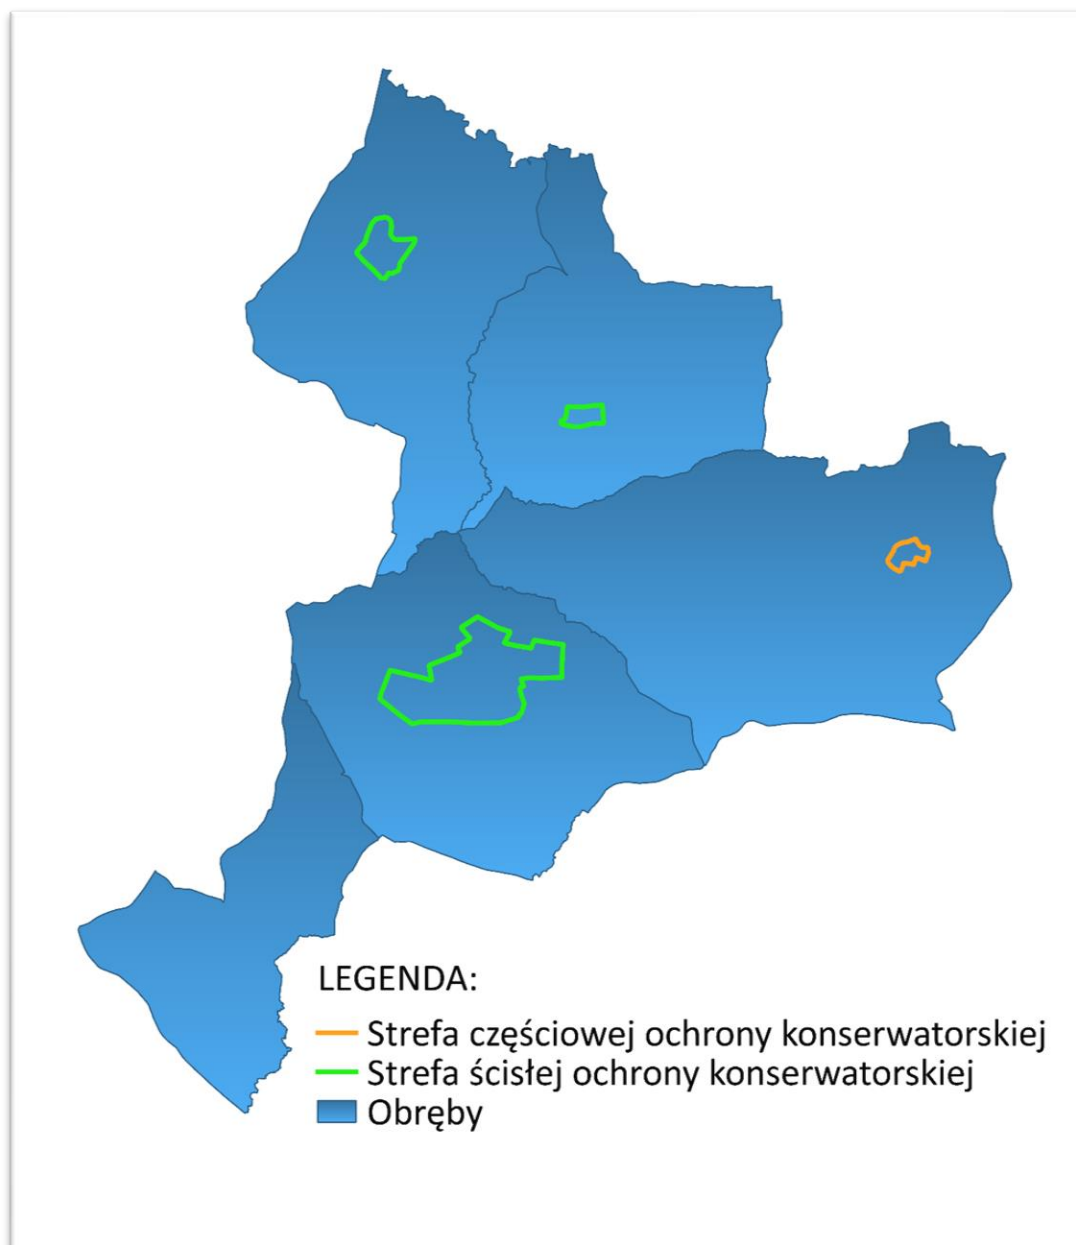 LEGENDA:
Strefa częściowej ochrony konserwatorskiej
Strefa ścisłej ochrony konserwatorskiej
Obręby